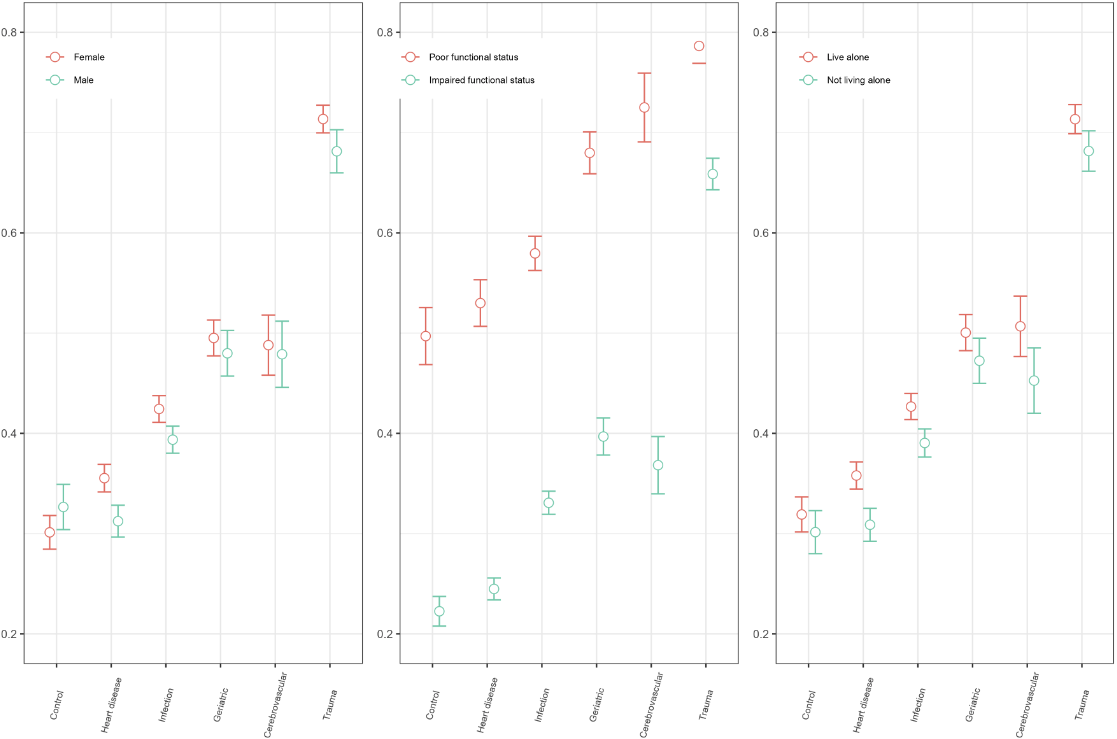 0.8
0.6
0.4
0.2
Female
Male
Control
Heart disease
Infection
Geriatric
Cerebrovascular
Trauma
0.8
0.6
0.4
0.2
Poor functional status
Impaired functional status
Control
Heart disease
Infection
Geriatric
Cerebrovascular
Trauma
0.8
0.6
0.4
0.2
Live alone
Not living alone
Control
Heart disease
Infection
Geriatric
Cerebrovascular
Trauma